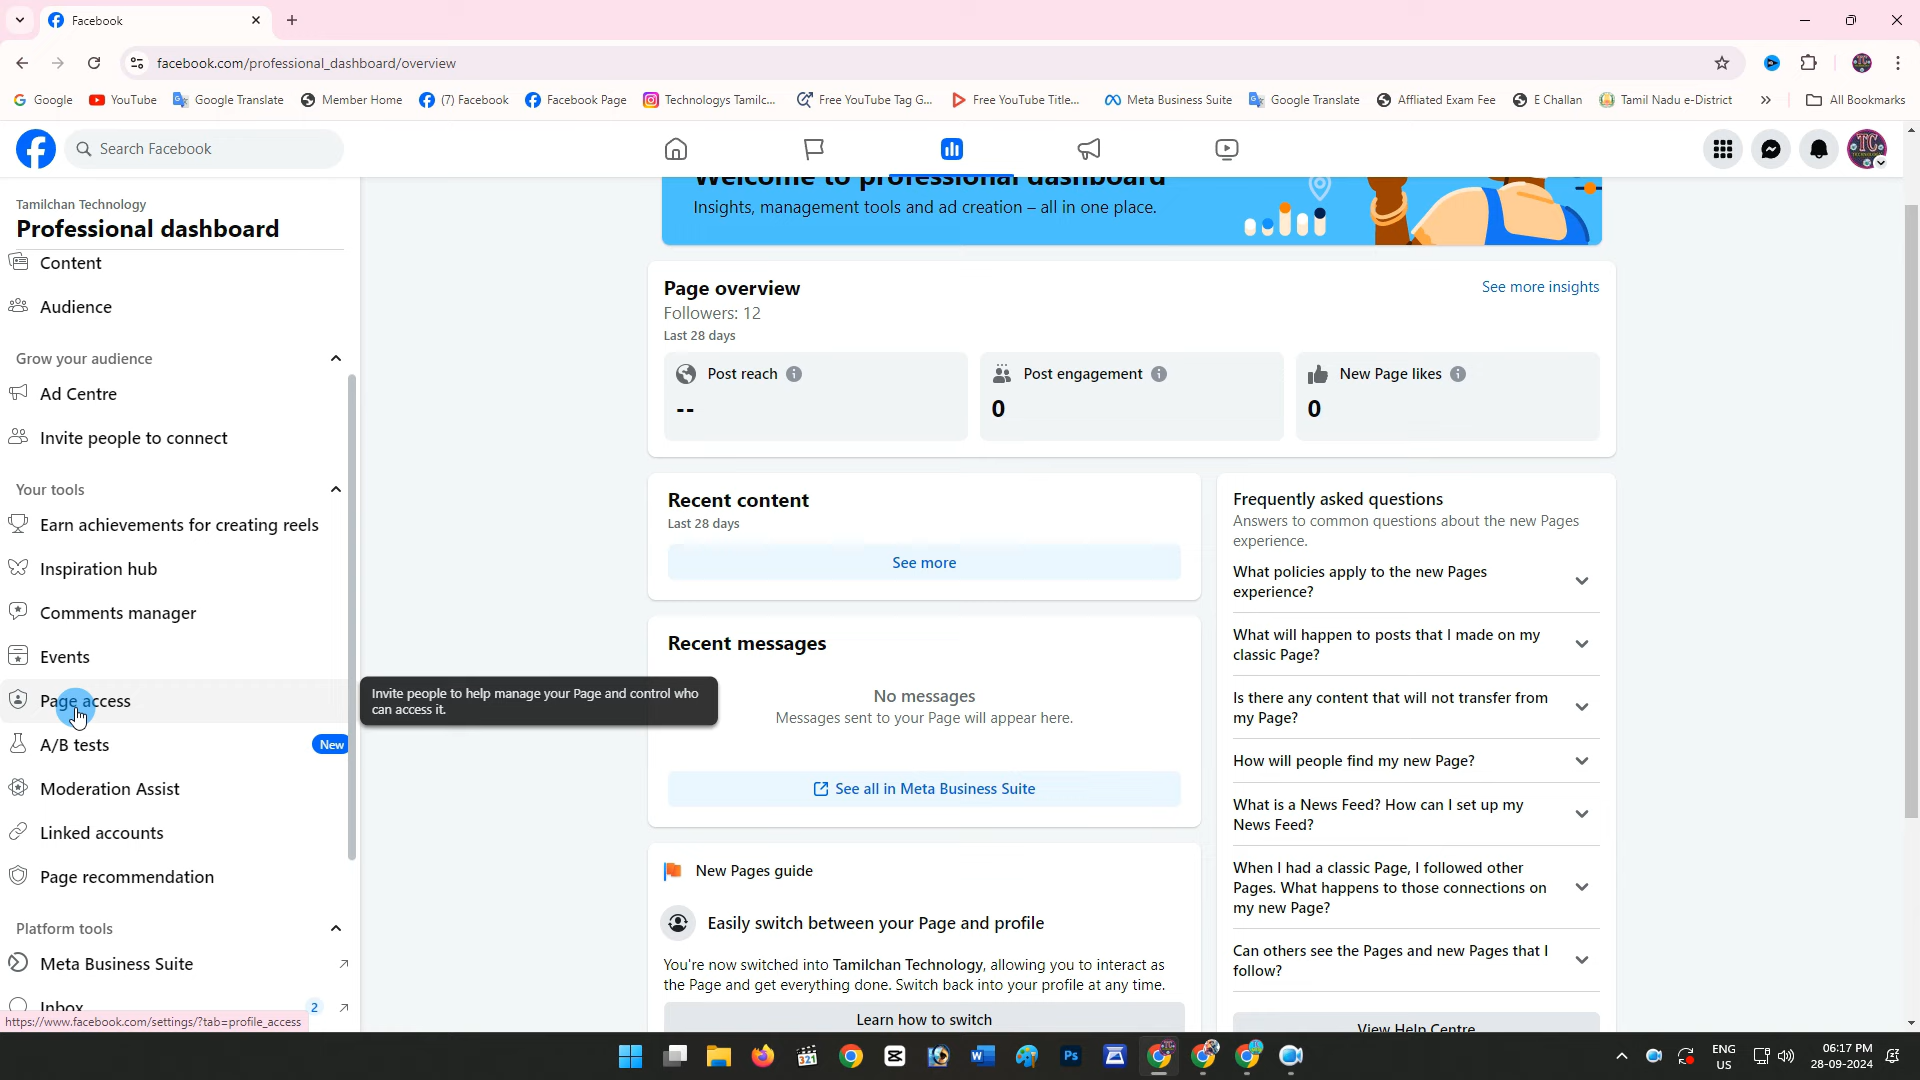 Facebook
facebook.com/professional_dashboard/overview
Google
YouTube
Google Translate
Member Home
(7) Facebook
Facebook Page
Technologys Tamilc...
Free YouTube Tag G...
Free YouTube Title...
Meta Business Suite
Google Translate
Affliated Exam Fee
E Challan
Tamil Nadu e-District
All Bookmarks
Search Facebook
Tamilchan Technology
Professional dashboard
Content
Audience
Grow your audience
Ad Centre
Invite people to connect
Your tools
Earn achievements for creating reels
Inspiration hub
Comments manager
Events
Page access
A/B tests
New
Moderation Assist
Linked accounts
Page recommendation
Platform tools
Meta Business Suite
Inbox
2
https://www.facebook.com/settings/?tab=profile_access
Invite people to help manage your Page and control who
can access it.
Welcome to professional dashboard
Insights, management tools and ad creation – all in one place.
Page overview
See more insights
Followers: 12
Last 28 days
Post reach
--
Post engagement
0
New Page likes
0
Recent content
Last 28 days
See more
Recent messages
No messages
Messages sent to your Page will appear here.
See all in Meta Business Suite
New Pages guide
Easily switch between your Page and profile
You're now switched into Tamilchan Technology, allowing you to interact as
the Page and get everything done. Switch back into your profile at any time.
Learn how to switch
Frequently asked questions
Answers to common questions about the new Pages
experience.
What policies apply to the new Pages
experience?
What will happen to posts that I made on my
classic Page?
Is there any content that will not transfer from
my Page?
How will people find my new Page?
What is a News Feed? How can I set up my
News Feed?
When I had a classic Page, I followed other
Pages. What happens to those connections on
my new Page?
Can others see the Pages and new Pages that I
follow?
View Help Centre
ENG
US
06:17 PM
28-09-2024